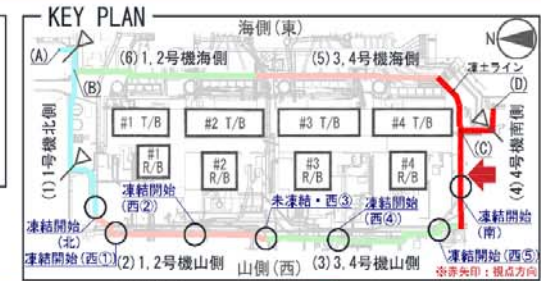 KEY PLAN
海側(東)
N
(A)
(6)1,2号機海側
(5)3,4号機海側
凍土ライン
(D)
(B)
(1)1号機北側
#1 T/B
#2 T/B
#3 T/B
#4 T/B
(C)
(4)4号機南側
#1
R/B
#2
R/B
#3
R/B
#4
R/B
凍結開始
(西②)
未凍結・西③
凍結開始
(西④)
凍結開始
(北)
凍結開始
(南)
凍結開始(西①)
(2)1,2号機山側
山側(西)
(3)3,4号機山側
凍結開始(西⑤)
※赤矢印:視点方向